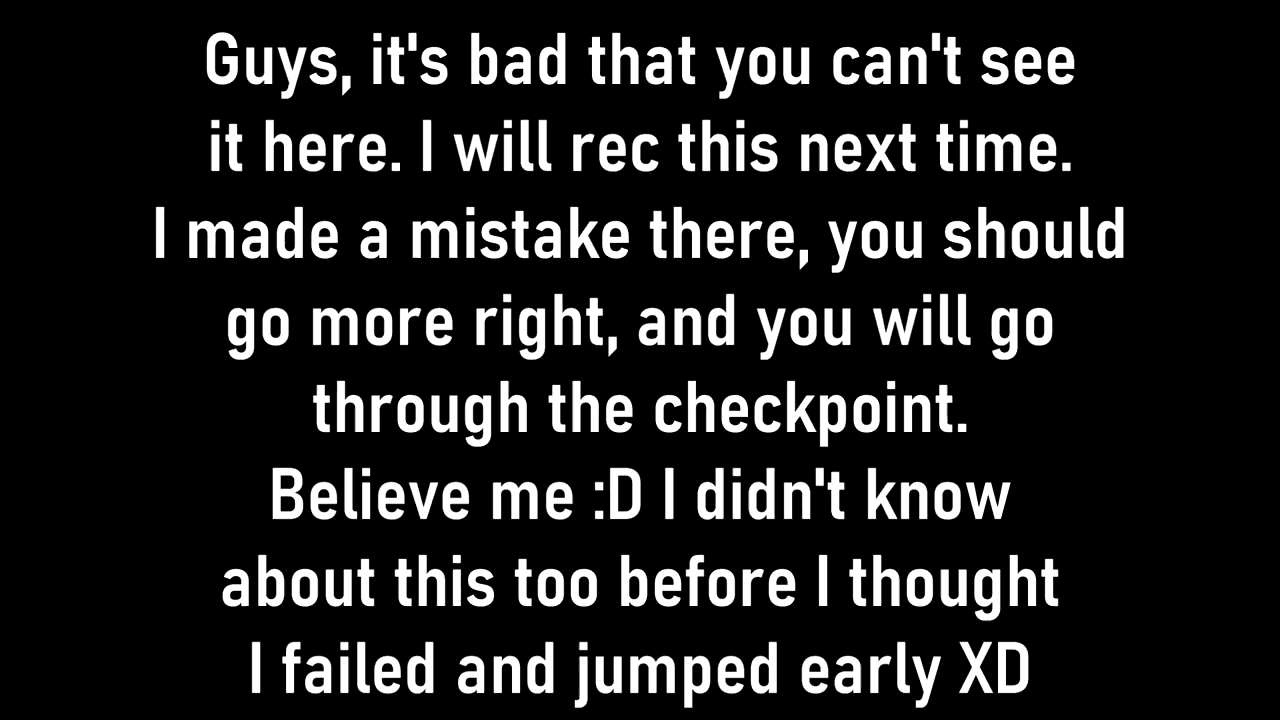 Guys, it's bad that you can't see
it here. I will rec this next time.
I made a mistake there, you should
go more right, and you will go
through the checkpoint.
Believe me :D I didn't know
about this too before I thought
I failed and jumped early XD